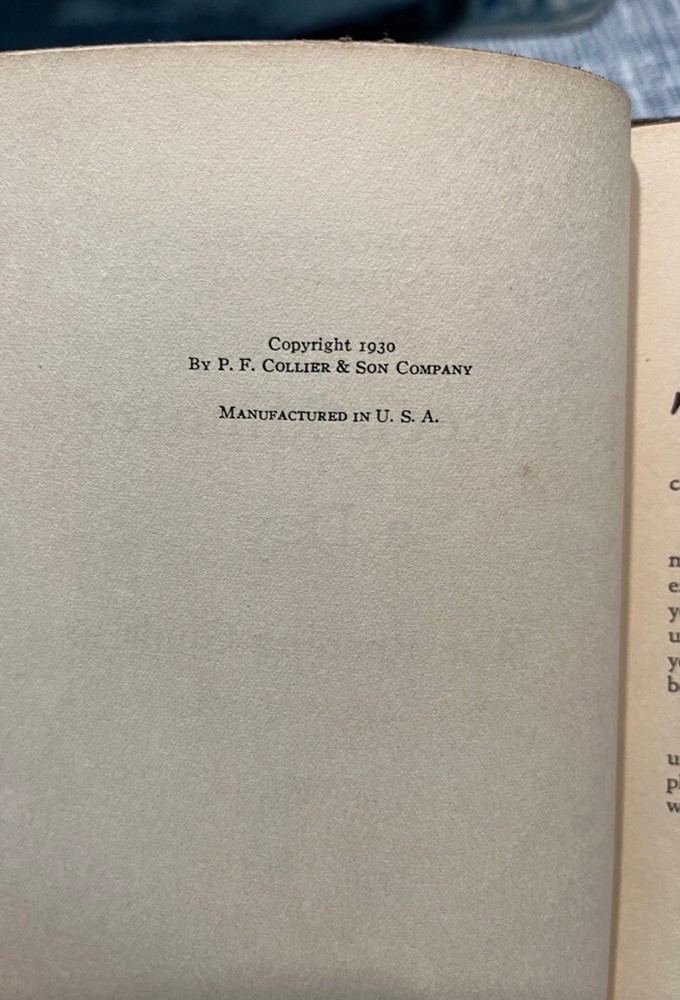 Copyright 1930
BY P. F. COLLIER & SON COMPANY
MANUFACTURED IN U. S. A.